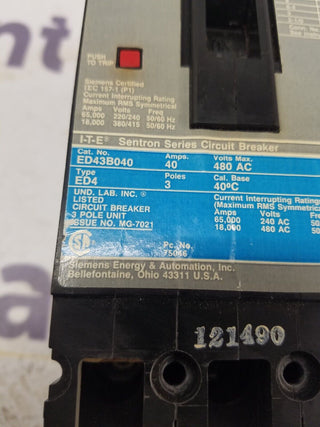 PUSH
TO TRIP
Siemens Certified
IEC 157-1 (P1)
Current Interrupting Rating
Maximum RMS Symmetrical
Amps Volts Freq
65,000 220/240 50/60 Hz
18,000 380/415 50/60 Hz
I-T-E® Sentron Series Circuit Breaker
Cat. No. Amps. Volts Max.
ED43B040 40 480 AC
Type Poles Cal. Base
ED4 3 40°C
UND. LAB. INC.®
LISTED
CIRCUIT BREAKER
3 POLE UNIT
ISSUE NO. MG-7021
Current Interrupting Ratings
(Maximum RMS Symmetrical
Amps Volts
65,000 240 AC
18,000 480 AC
Pc. No.
75046
Siemens Energy & Automation, Inc.
Bellefontaine, Ohio 43311 U.S.A.
121490